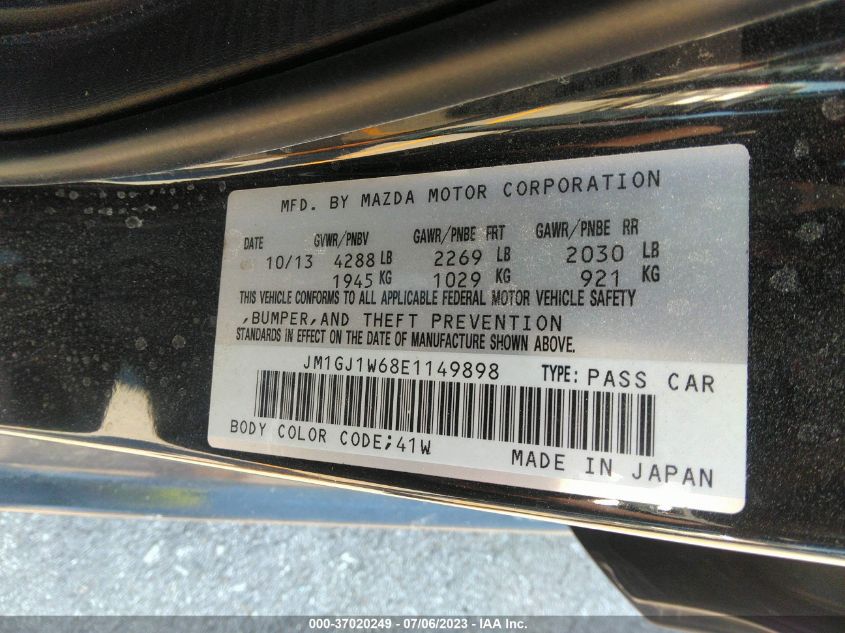 MFD. BY MAZDA MOTOR CORPORATION
DATE GVWR/PNBV GAWR/PNBE FRT GAWR/PNBE RR
10/13 4288 LB 2269 LB 2030 LB
1945 KG 1029 KG 921 KG
THIS VEHICLE CONFORMS TO ALL APPLICABLE FEDERAL MOTOR VEHICLE SAFETY
,BUMPER,AND THEFT PREVENTION
STANDARDS IN EFFECT ON THE DATE OF MANUFACTURE SHOWN ABOVE.
JM1GJ1W68E1149898 TYPE: PASS CAR
BODY COLOR CODE;41W
MADE IN JAPAN
000-37020249 - 07/06/2023 - IAA Inc.